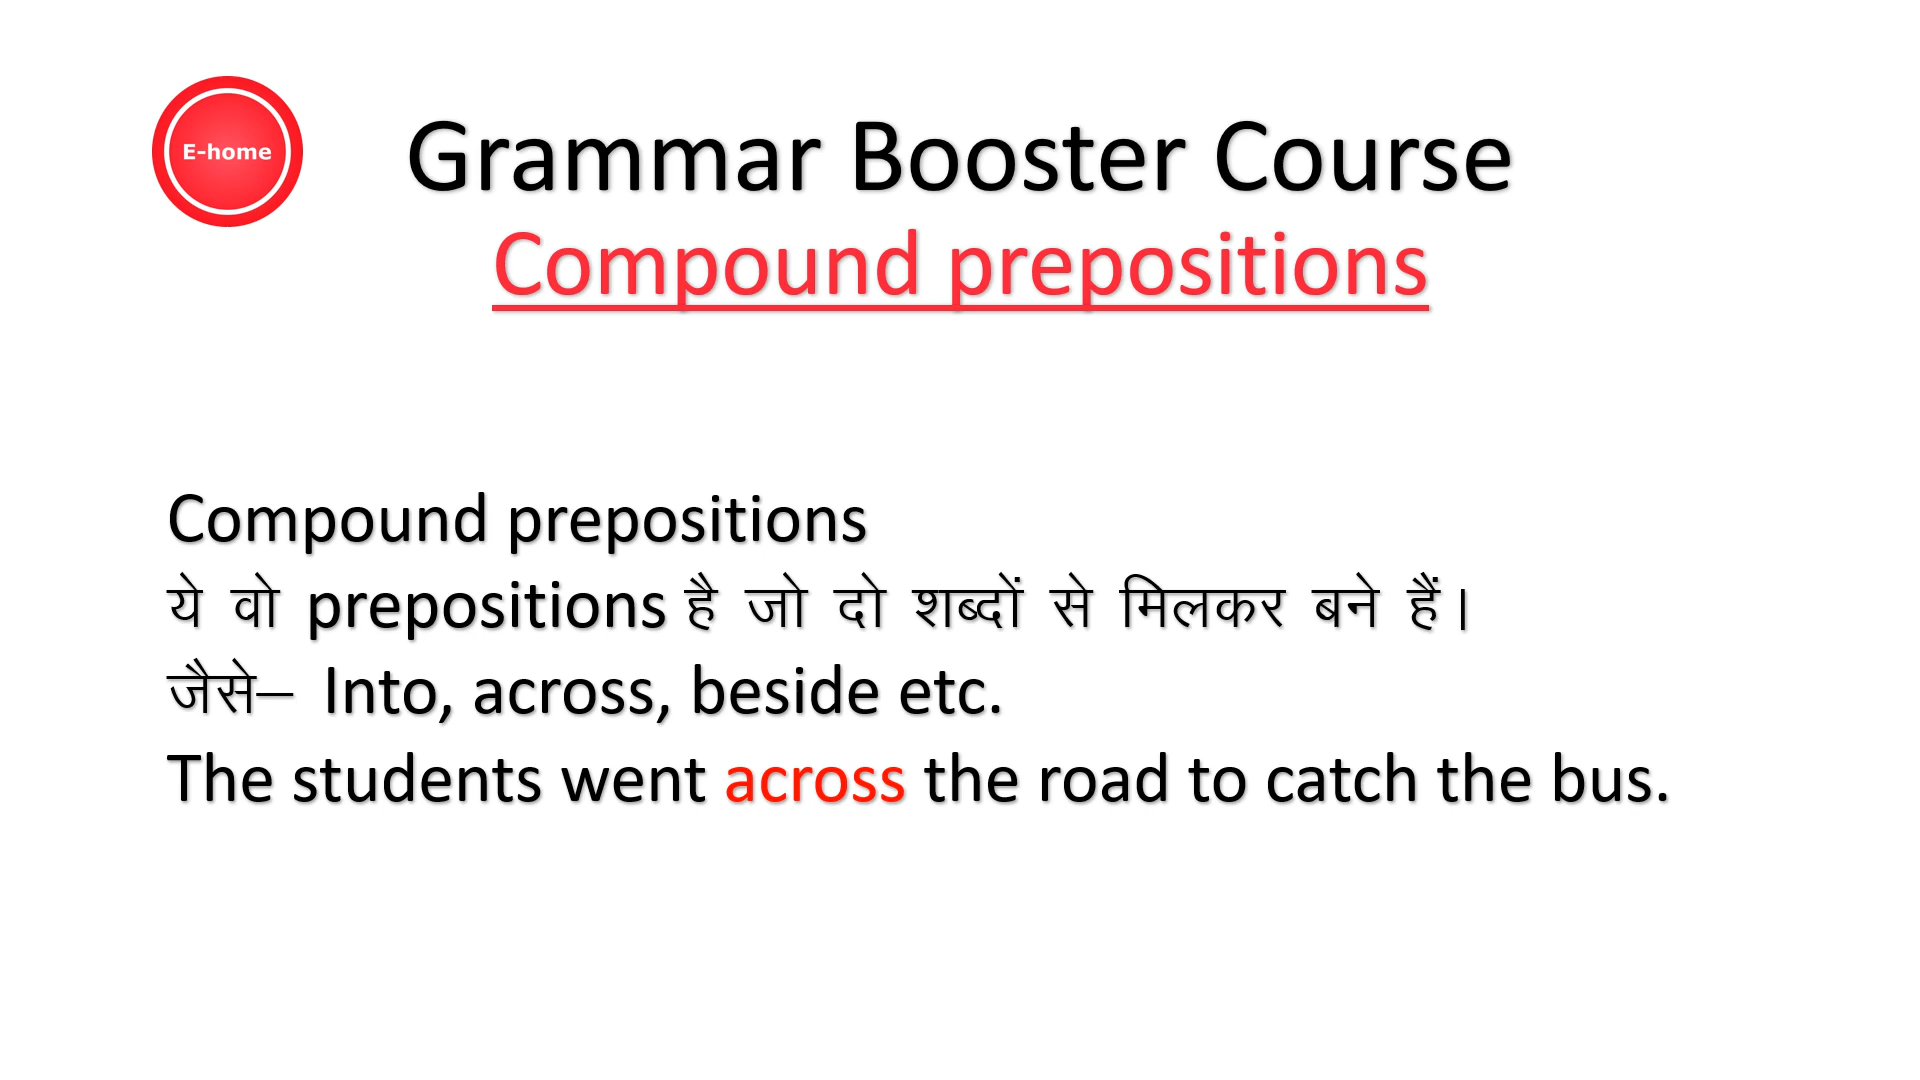 E-home
Grammar Booster Course
Compound prepositions
Compound prepositions
ये वो prepositions है जो दो शब्दों से मिलकर बने हैं।
जैसे– Into, across, beside etc.
The students went across the road to catch the bus.